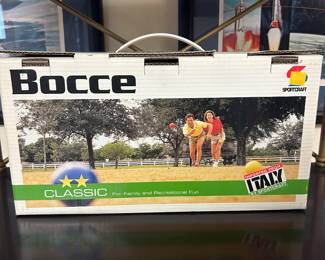 Bocce
SPORTCRAFT
CLASSIC
For Family and Recreational Fun
ITALY